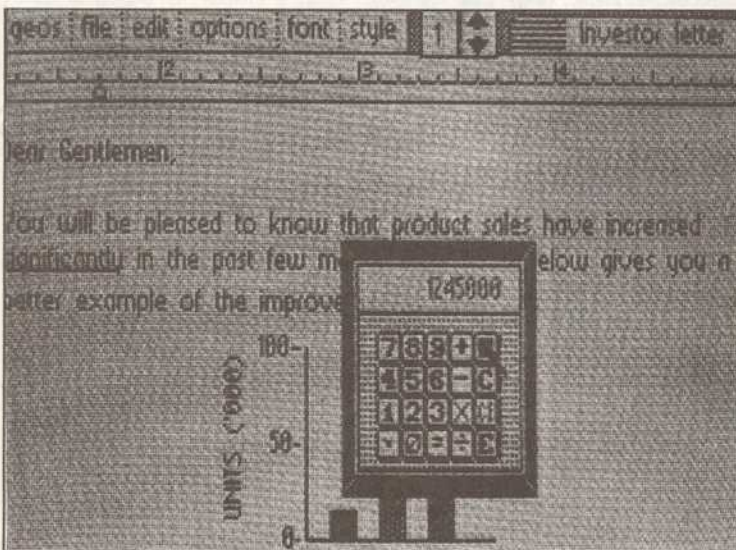 geos file edit options font style 1 Investor letter
2 3 4
Dear Gentlemen,
You will be pleased to know that product sales have increased
significantly in the past few elow gives you a
better example of the improve
1245000
100-
7 8 9 +
4 5 6 - C
1 2 3 X
. 0 = ÷ E
50-
0-
UNITS ('000)